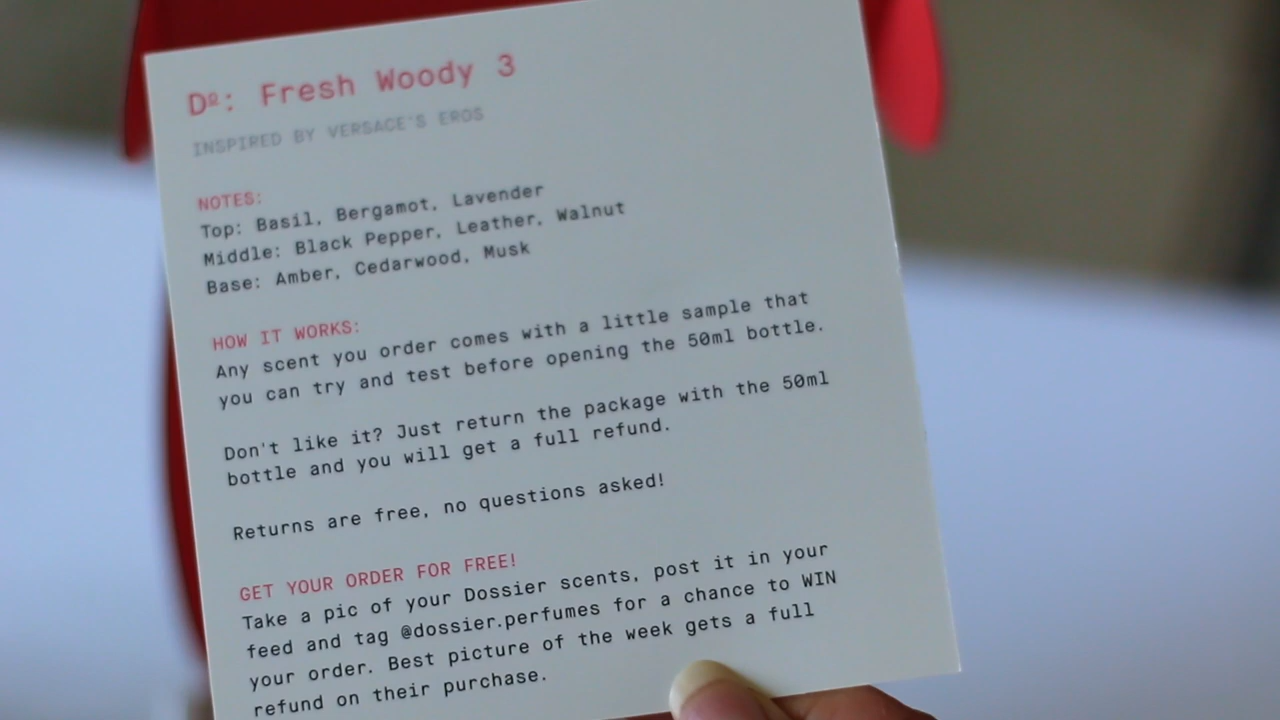 Dº: Fresh Woody 3
INSPIRED BY VERSACE'S EROS
NOTES:
Top: Basil, Bergamot, Lavender
Middle: Black Pepper, Leather, Walnut
Base: Amber, Cedarwood, Musk
HOW IT WORKS:
Any scent you order comes with a little sample that
you can try and test before opening the 50ml bottle.
Don't like it? Just return the package with the 50ml
bottle and you will get a full refund.
Returns are free, no questions asked!
GET YOUR ORDER FOR FREE!
Take a pic of your Dossier scents, post it in your
feed and tag @dossier.perfumes for a chance to WIN
your order. Best picture of the week gets a full
refund on their purchase.